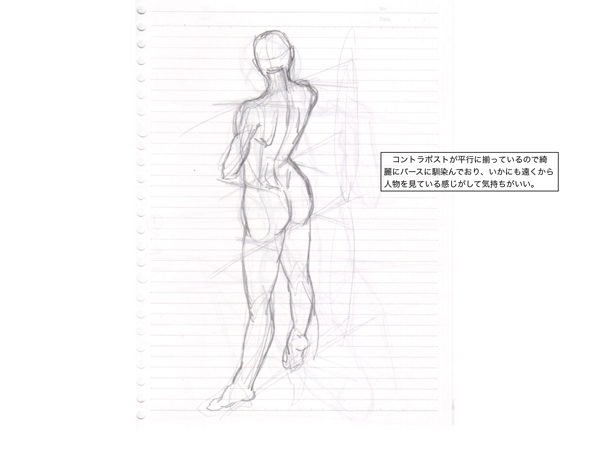 No.
Date
コントラポストが平行に揃っているので綺
麗にパースに馴染んでおり、いかにも遠くから
人物を見ている感じがして気持ちがいい。